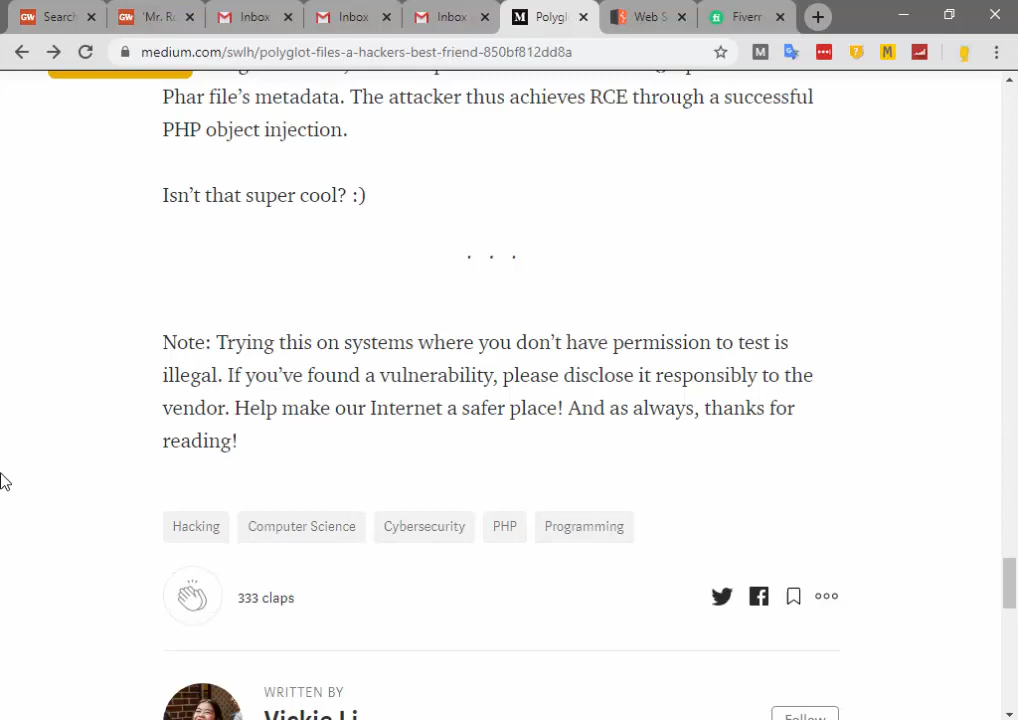 Search
'Mr. Ro
Inbox
Inbox
Inbox
Polygl
Web S
Fiverr
medium.com/swlh/polyglot-files-a-hackers-best-friend-850bf812dd8a
Phar file’s metadata. The attacker thus achieves RCE through a successful
PHP object injection.
Isn’t that super cool? :)
. . .
Note: Trying this on systems where you don’t have permission to test is
illegal. If you’ve found a vulnerability, please disclose it responsibly to the
vendor. Help make our Internet a safer place! And as always, thanks for
reading!
Hacking Computer Science Cybersecurity PHP Programming
333 claps
WRITTEN BY
Vickie Li
Follow